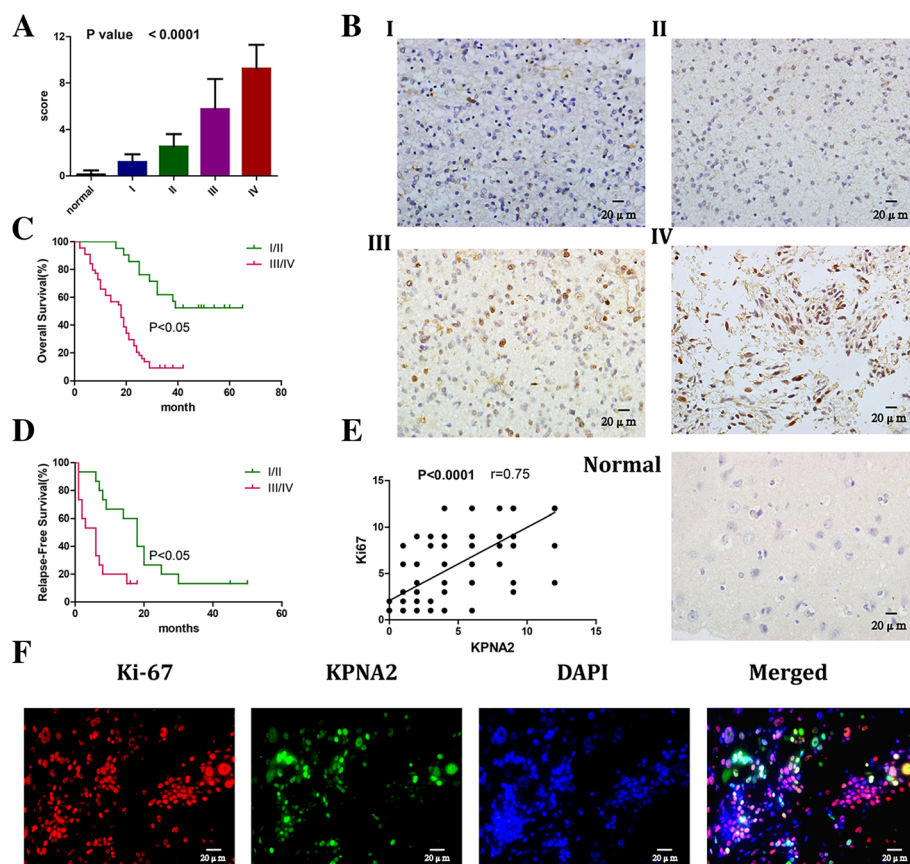 A
P value < 0.0001
score
12
8
4
0
normal
I
II
III
IV
B
I
20 μm
II
20 μm
III
20 μm
IV
20 μm
Normal
20 μm
C
Overall Survival(%)
100
80
60
40
20
0
0 20 40 60 80
month
I/II
III/IV
P<0.05
D
Relapse-Free Survival(%)
100
80
60
40
20
0
0 20 40 60
months
I/II
III/IV
P<0.05
E
P<0.0001 r=0.75
Ki67
15
10
5
0
0 5 10 15
KPNA2
F
Ki-67 KPNA2 DAPI Merged
20 μm 20 μm 20 μm 20 μm